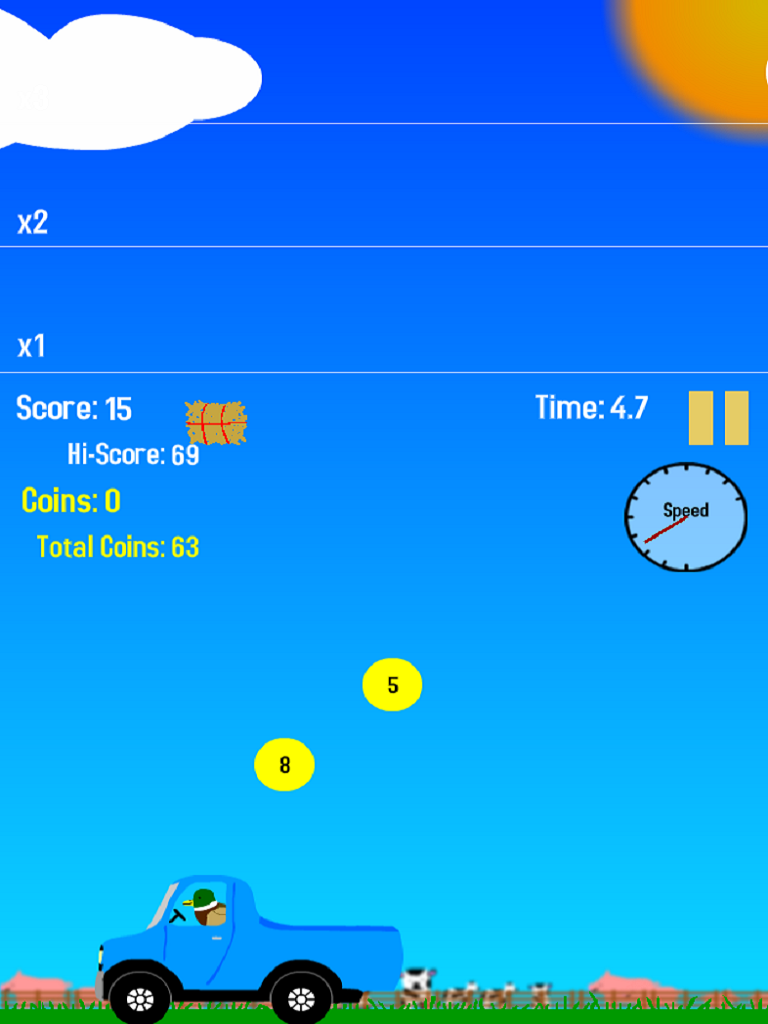 x2
x1
Score: 15
Time: 4.7
Hi-Score: 69
Coins: 0
Speed
Total Coins: 63
5
8